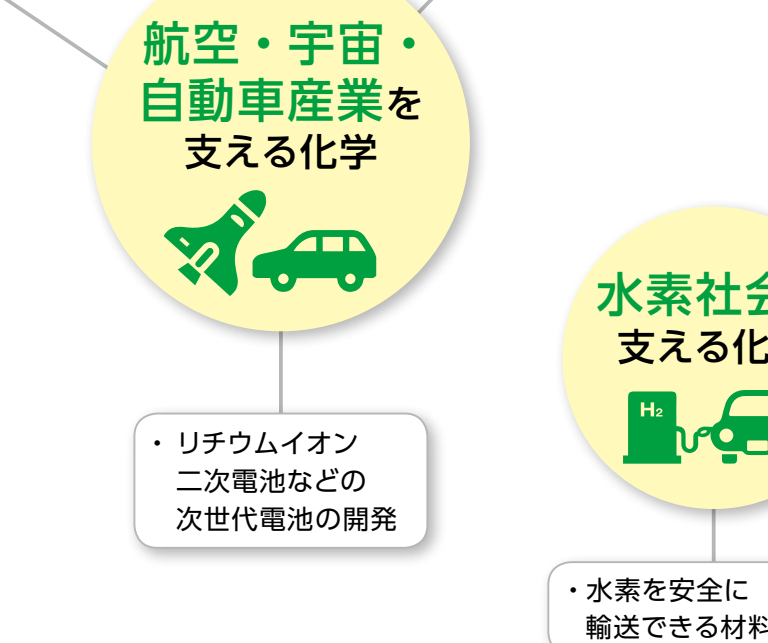 航空・宇宙・
自動車産業を
支える化学
・リチウムイオン
二次電池などの
次世代電池の開発
水素社会
支える化
H₂
・水素を安全に
輸送できる材料